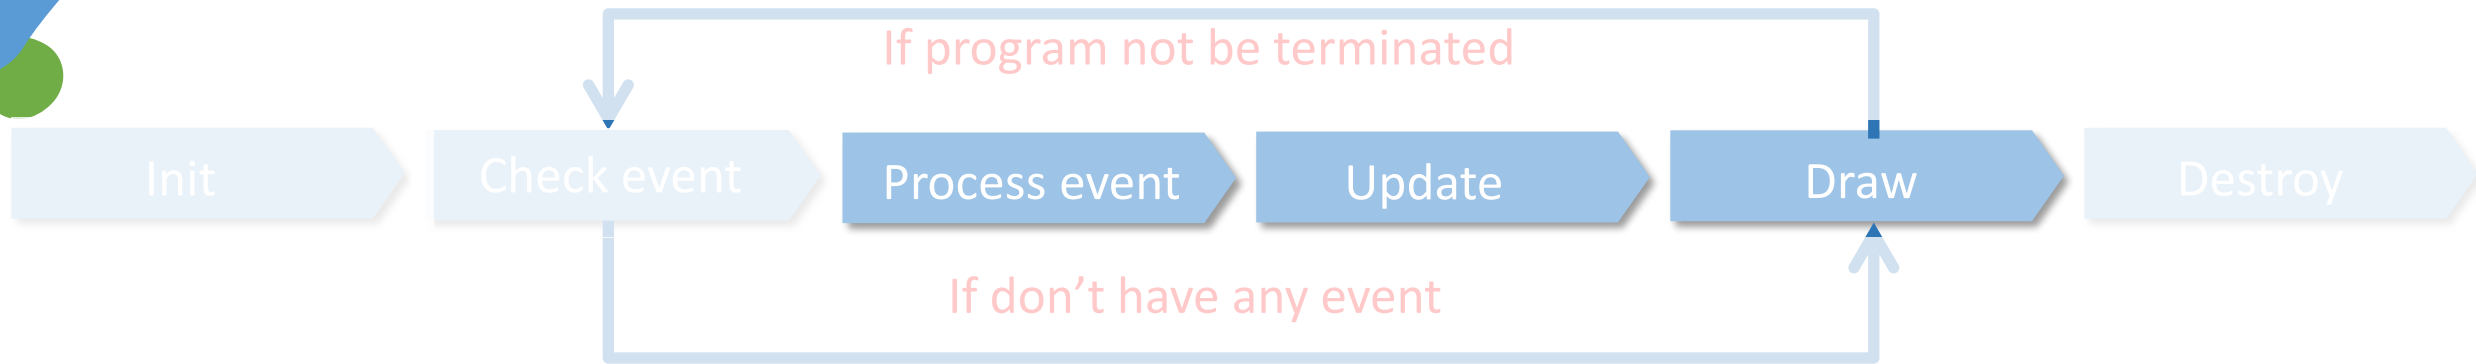 If program not be terminated
Init
Check event
Process event
Update
Draw
Destroy
If don't have any event